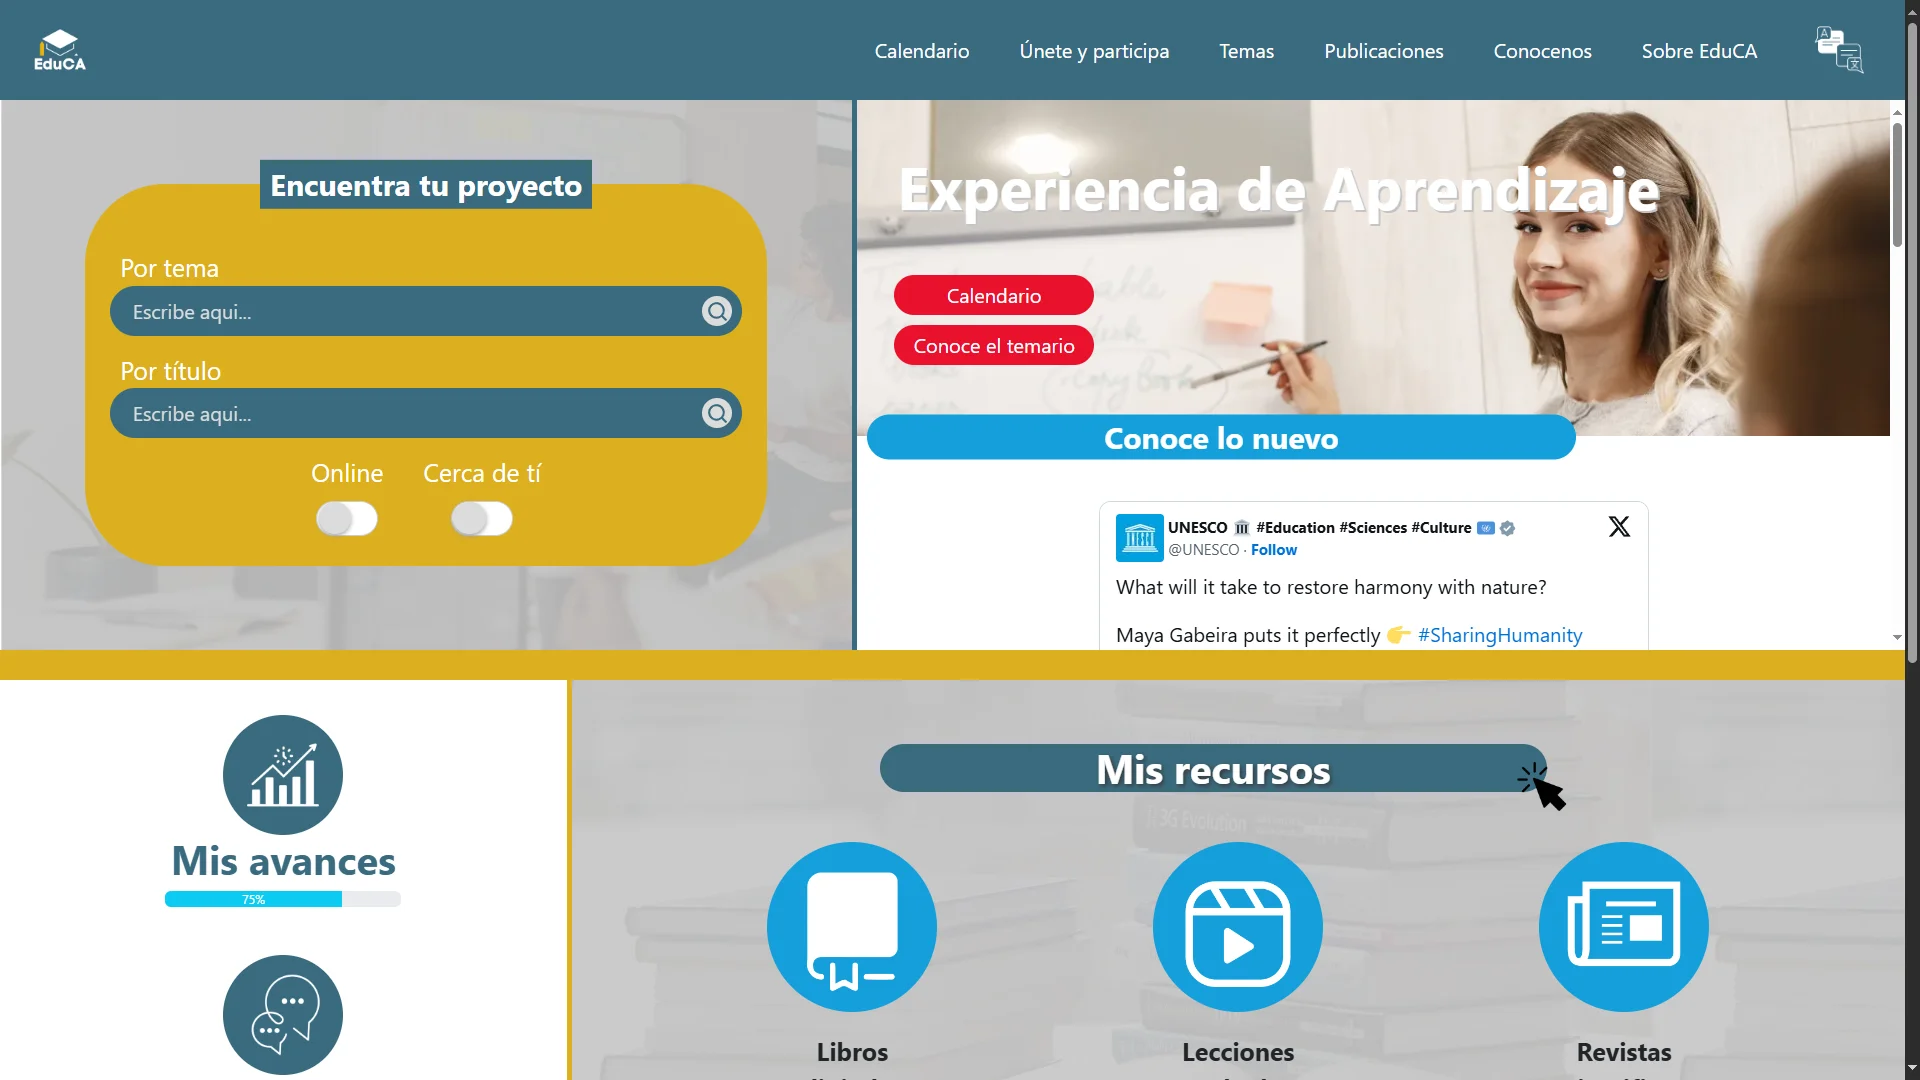 EduCA
Calendario
Únete y participa
Temas
Publicaciones
Conocenos
Sobre EduCA
Encuentra tu proyecto
Por tema
Escribe aqui...
Por título
Escribe aqui...
Online
Cerca de tí
Experiencia de Aprendizaje
Calendario
Conoce el temario
Conoce lo nuevo
UNESCO 🏛️ #Education #Sciences #Culture 🇺🇳
@UNESCO · Follow
What will it take to restore harmony with nature?
Maya Gabeira puts it perfectly 👉 #SharingHumanity
Mis avances
75%
Mis recursos
3G Evolution
Libros
Lecciones
Revistas